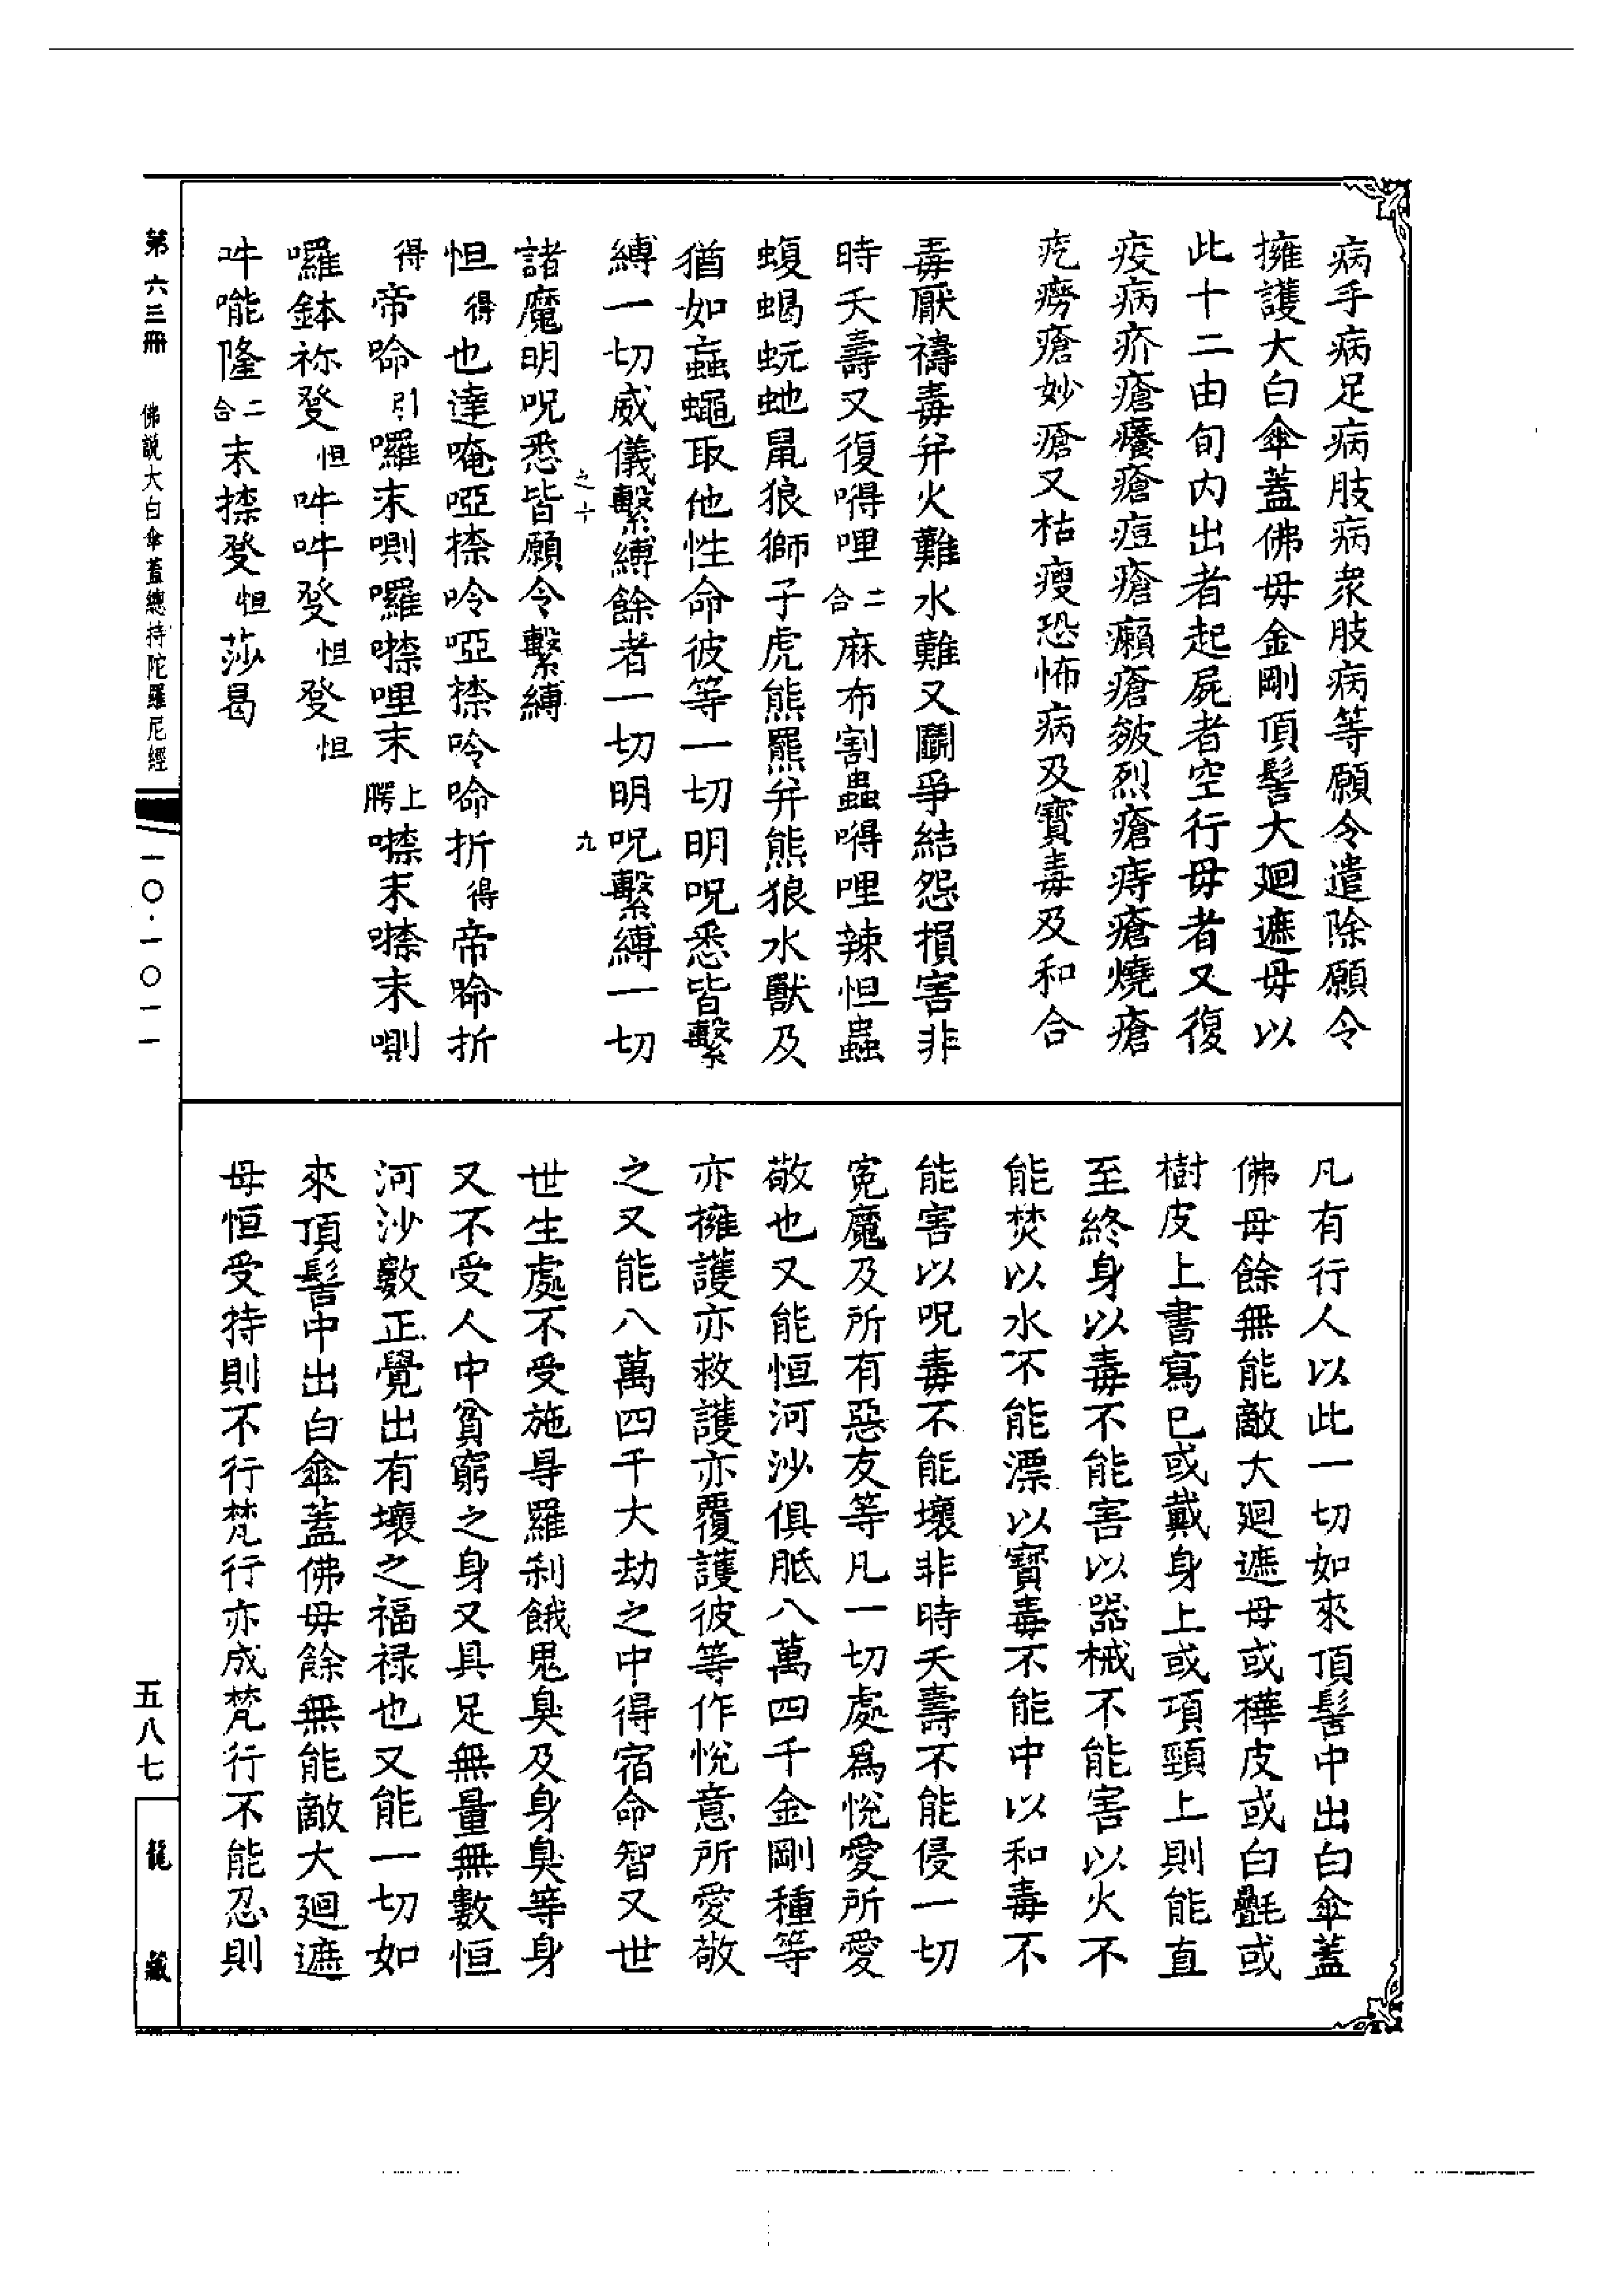 病手病足病肢病衆肢病等願令遣除願令
擁護大白傘蓋佛母金剛頂髻大廻遮母以
此十二由旬内出者起屍者空行母者又復
疫病疥瘡癢瘡痘瘡癩瘡皴烈瘡痔瘡燒瘡
疙癆瘡妙瘡又枯瘦恐怖病及寶毒及和合
毒厭禱毒并火難水難又鬪爭結怨損害非
時夭壽又復㖶哩二合麻布割蟲㖶哩辣怛蟲
蝮蝎蚖虵鼠狼獅子虎熊羆并熊狼水獸及
猶如蝱蠅取他性命彼等一切明呪悉皆繫
縛一切威儀繫縛餘者一切明呪繫縛一切
之十
九
諸魔明呪悉皆願令繫縛
怛得也達唵啞捺呤啞捺呤㖫折得帝㖫折
得帝㖫引囉末㘑囉㗚哩末上㗚末㗚末㘑
囉鉢祢癹怛吽吽癹怛癹怛
吽嚨隆二合末捺癹怛莎曷
凡有行人以此一切如來頂髻中出白傘蓋
佛母餘無能敵大廻遮母或樺皮或白㲲或
樹皮上書寫已或戴身上或項頸上則能直
至終身以毒不能害以器械不能害以火不
能焚以水不能漂以寶毒不能中以和毒不
能害以呪毒不能壞非時夭壽不能侵一切
冤魔及所有惡友等凡一切處爲悅愛所愛
敬也又能恒河沙俱胝八萬四千金剛種等
亦擁護亦救護亦覆護彼等作悅意所愛敬
之又能八萬四千大劫之中得宿命智又世
世生處不受施㝵羅刹餓鬼臭及身臭等身
又不受人中貧窮之身又具足無量無數恒
河沙數正覺出有壞之福禄也又能一切如
來頂髻中出白傘蓋佛母餘無能敵大廻遮
母恒受持則不行梵行亦成梵行不能忍則
第六三冊　佛説大白傘蓋總持陀羅尼經
一〇·一〇一一
五八七
龍藏